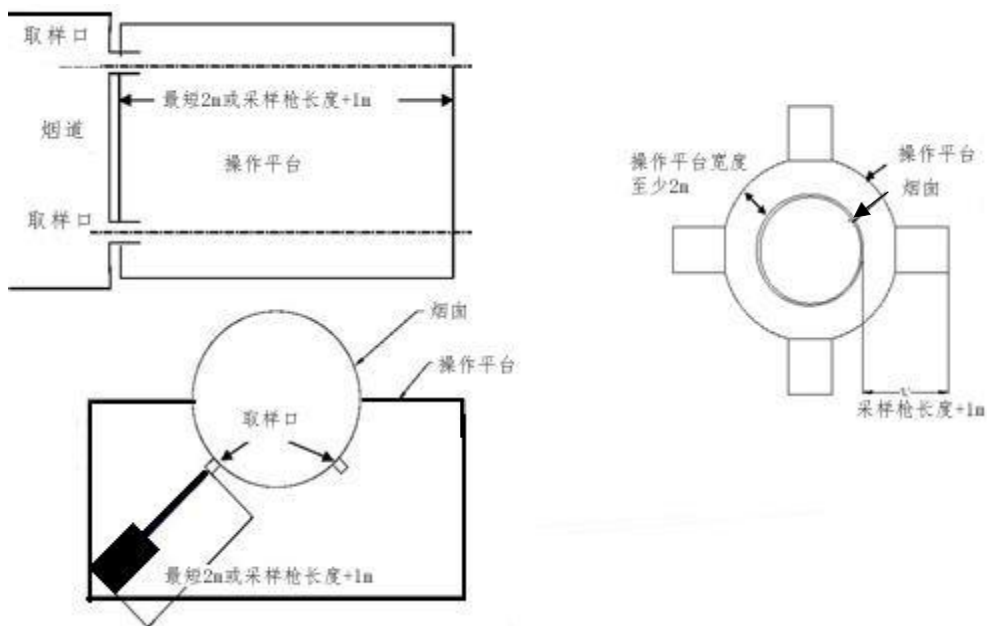 取样口
最短2m或采样枪长度+1m
烟道
操作平台
取样口
操作平台宽度
至少2m
操作平台
烟囱
采样枪长度+1m
烟囱
操作平台
取样口
最短2m或采样枪长度+1m